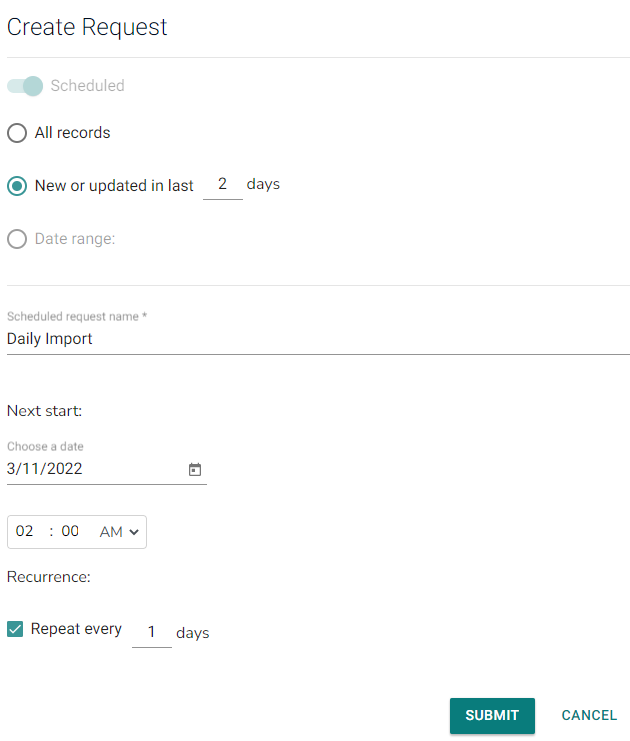 Create Request
Scheduled
All records
New or updated in last 2 days
Date range:
Scheduled request name *
Daily Import
Next start:
Choose a date
3/11/2022
02 : 00 AM
Recurrence:
Repeat every 1 days
SUBMIT CANCEL